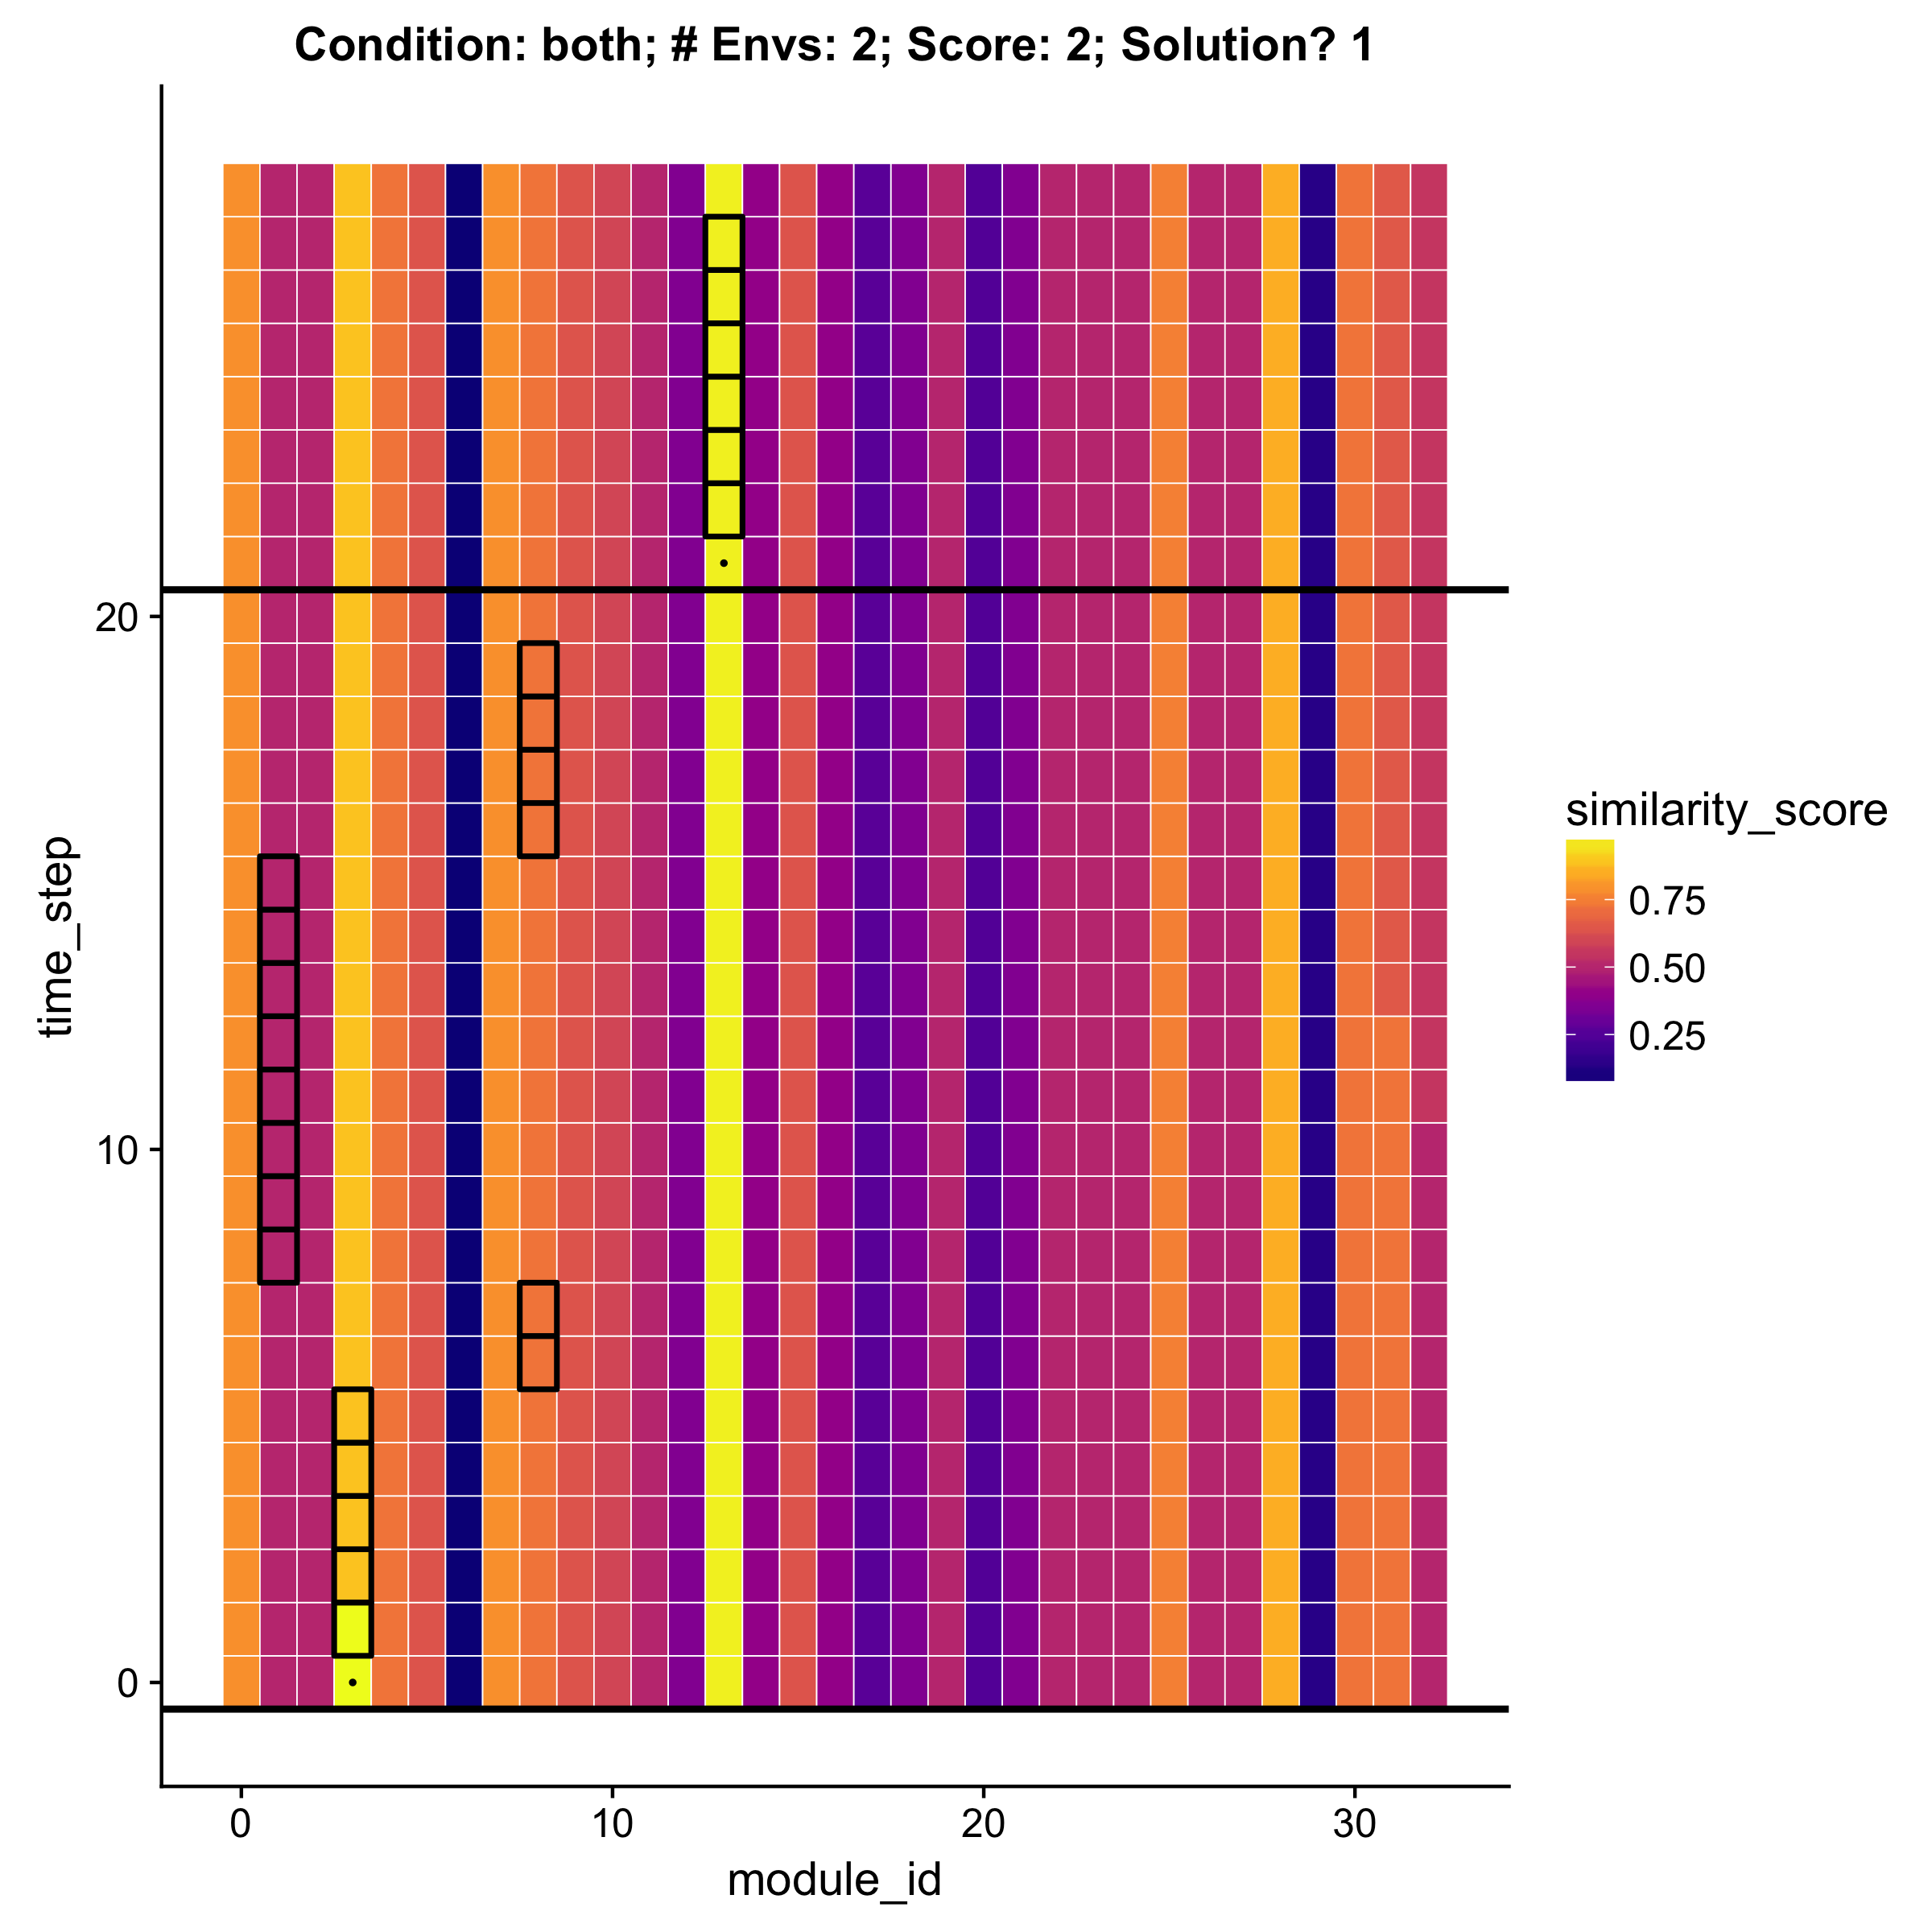 Condition: both; # Envs: 2; Score: 2; Solution? 1
20
10
0
time_step
0
10
20
30
module_id
similarity_score
0.75
0.50
0.25